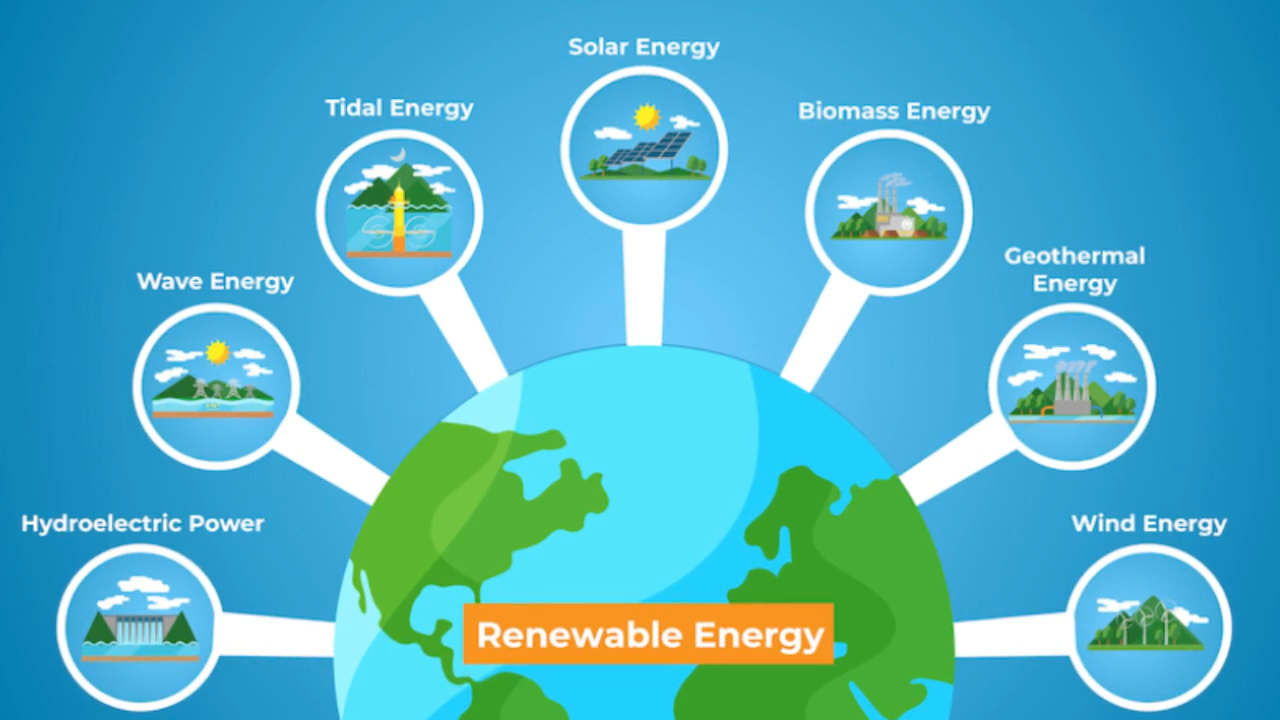 Solar Energy
Tidal Energy
Biomass Energy
Geothermal
Energy
Wave Energy
Hydroelectric Power
Wind Energy
Renewable Energy